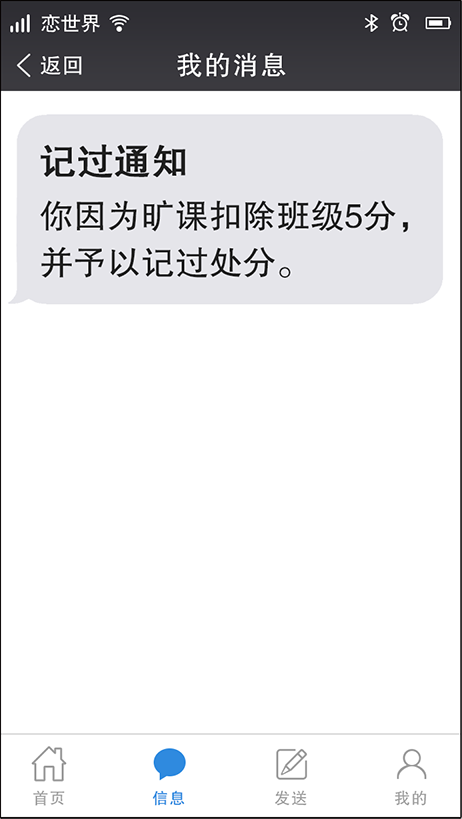 恋世界
返回 我的消息
记过通知
你因为旷课扣除班级5分，
并予以记过处分。
首页 信息 发送 我的